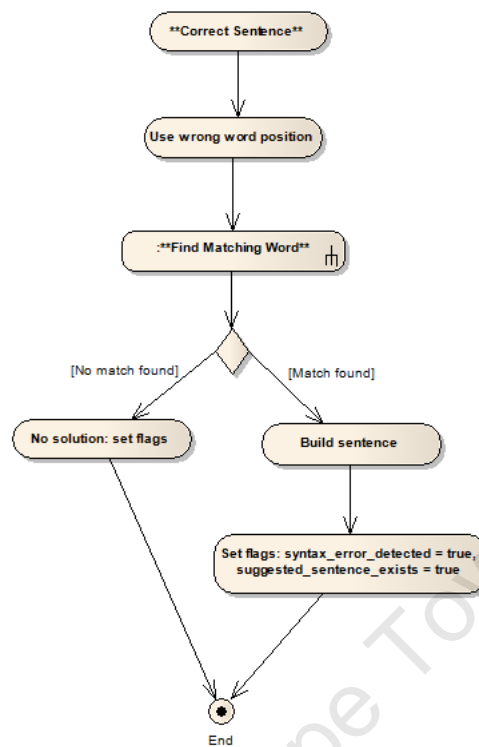 **Correct Sentence**
Use wrong word position
:**Find Matching Word**
[No match found]
[Match found]
No solution: set flags
Build sentence
Set flags: syntax_error_detected = true,
suggested_sentence_exists = true
End